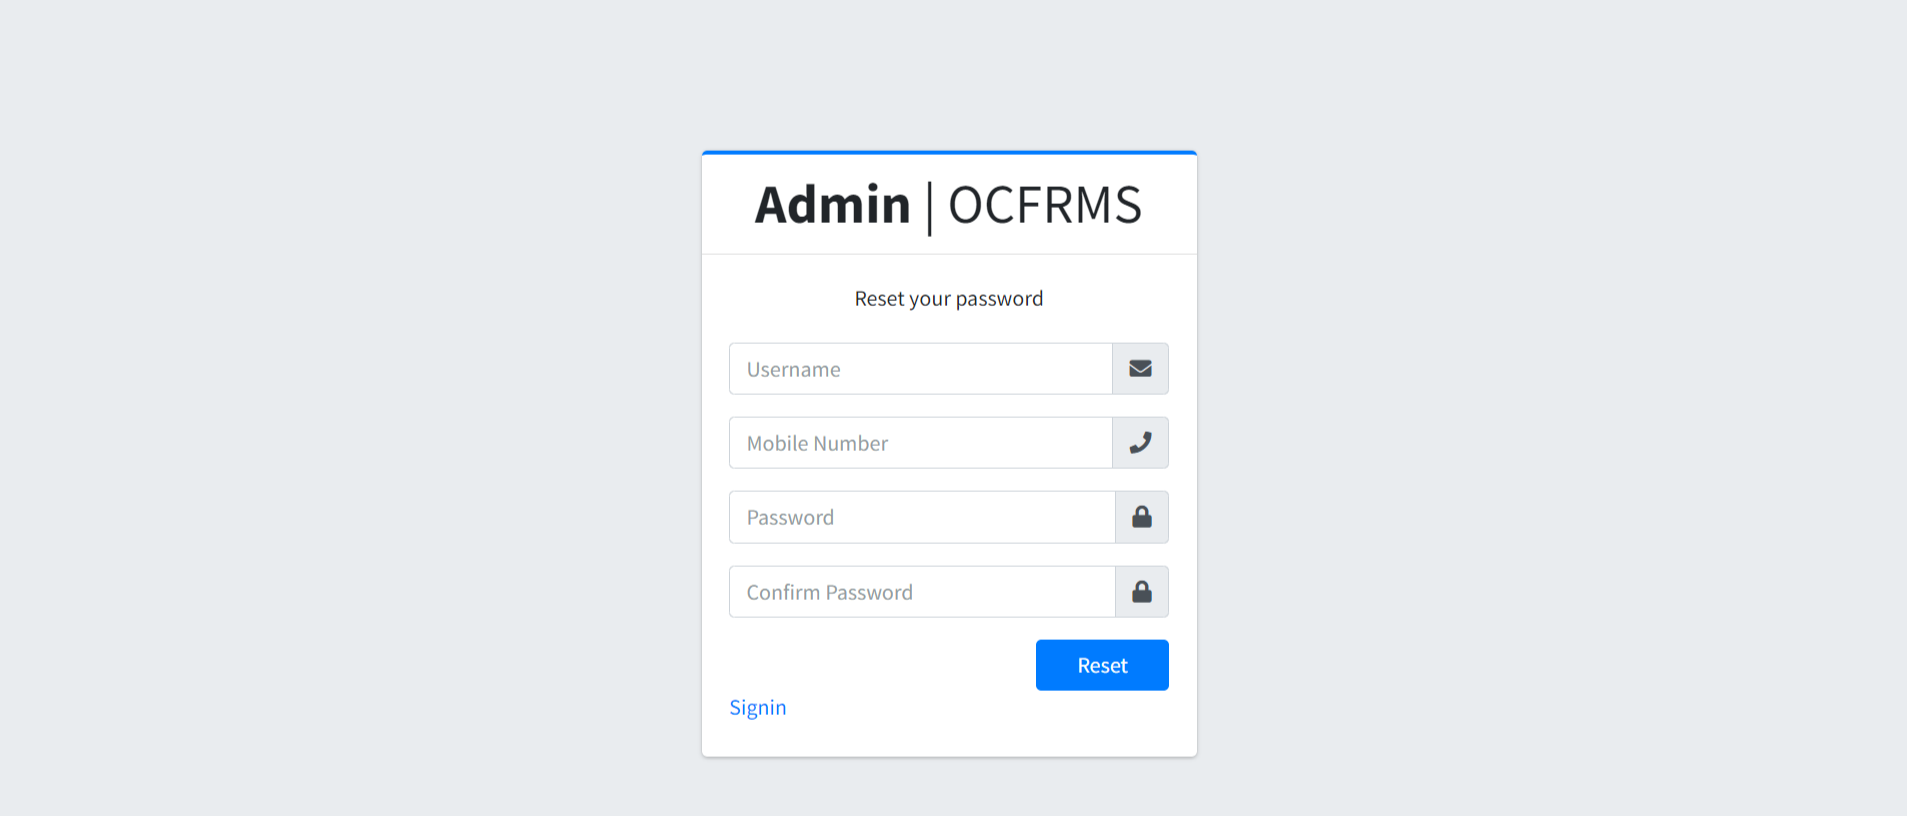 Admin | OCFRMS
Reset your password
Username
Mobile Number
Password
Confirm Password
Reset
Signin